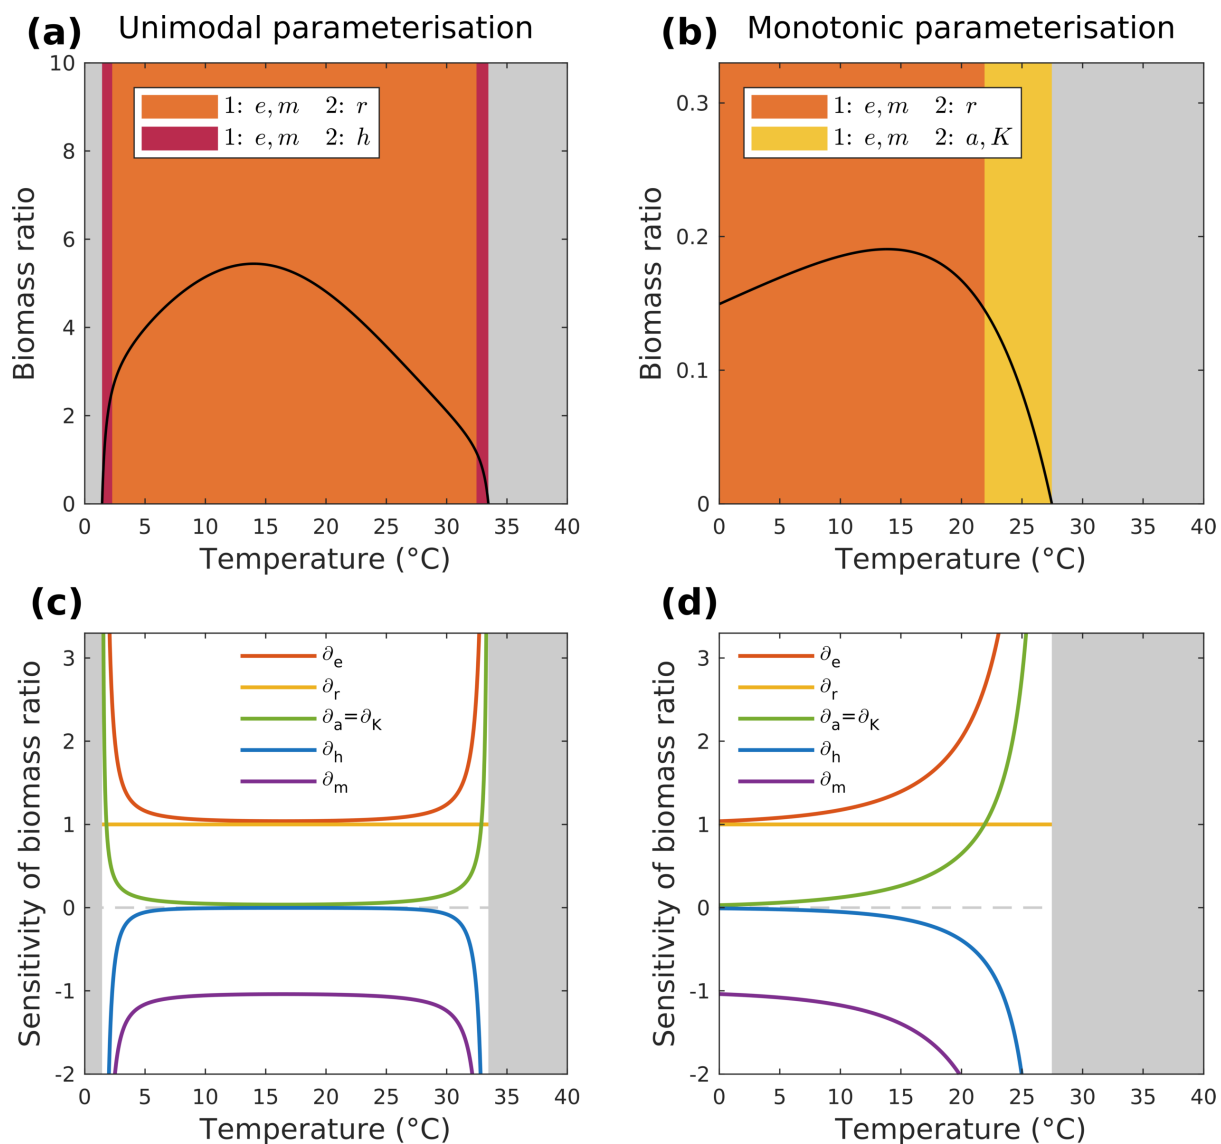 (a) Unimodal parameterisation
(b) Monotonic parameterisation
10
8
6
4
2
0
Biomass ratio
1: e, m 2: r
1: e, m 2: h
0 5 10 15 20 25 30 35 40
Temperature (°C)
0.3
0.2
0.1
0
Biomass ratio
1: e, m 2: r
1: e, m 2: a, K
0 5 10 15 20 25 30 35 40
Temperature (°C)
(c)
3
2
1
0
-1
-2
Sensitivity of biomass ratio
∂e
∂r
∂a=∂K
∂h
∂m
0 5 10 15 20 25 30 35 40
Temperature (°C)
(d)
3
2
1
0
-1
-2
Sensitivity of biomass ratio
∂e
∂r
∂a=∂K
∂h
∂m
0 5 10 15 20 25 30 35 40
Temperature (°C)